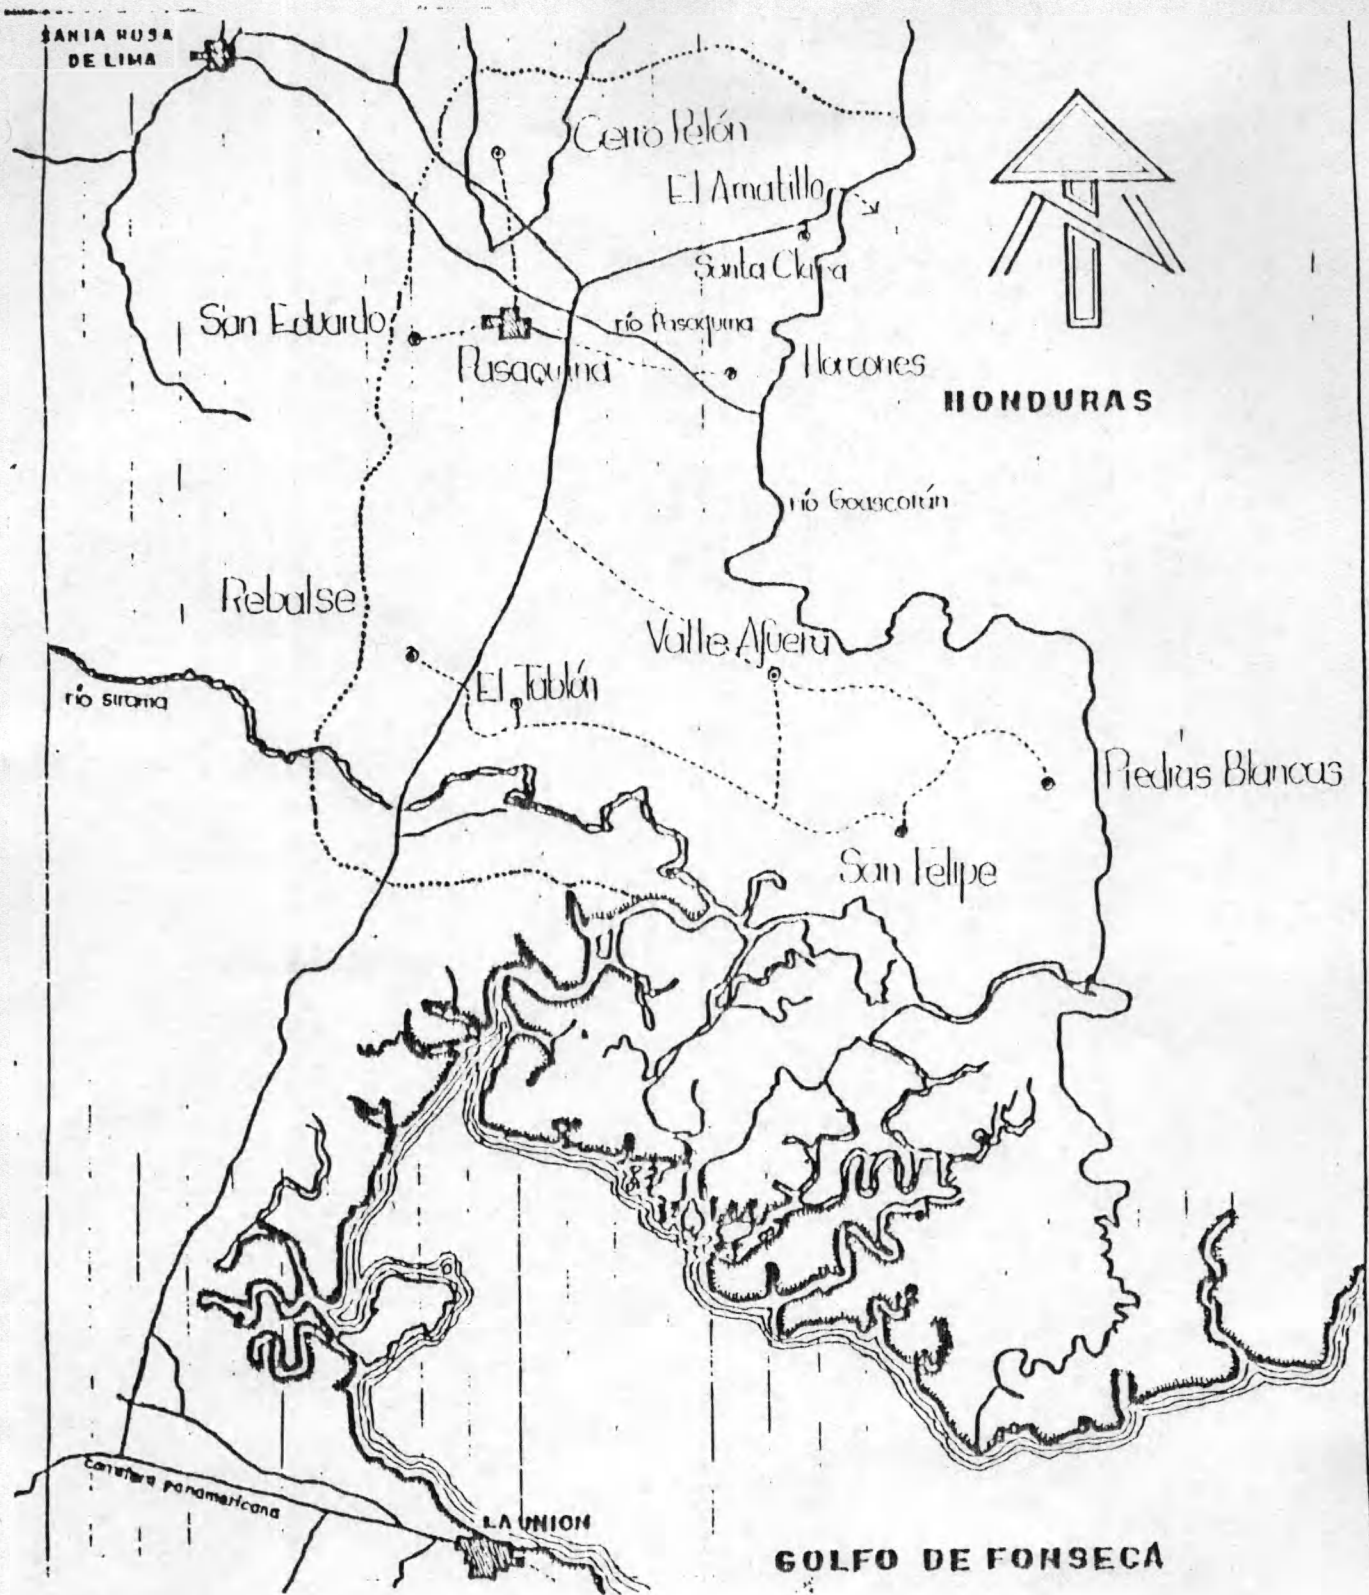 SANTA ROSA
DE LIMA
Cerro Pelón
El Amatillo
Santa Clara
San Eduardo
río Pasaquina
Pasaquina
Horcones
HONDURAS
río Goascorán
Rebalse
Valle Afuera
El Tablón
río sirama
Piedras Blancas
San Felipe
carretera panamericana
LA UNION
GOLFO DE FONSECA